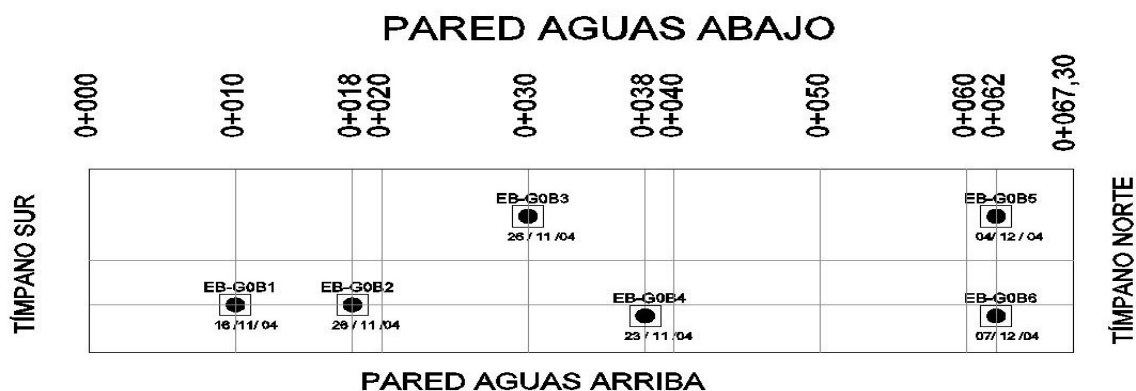 PARED AGUAS ABAJO
0+000
0+010
0+018
0+020
0+030
0+038
0+040
0+050
0+060
0+062
0+067,30
TÍMPANO SUR
TÍMPANO NORTE
EB-G0B3
26 / 11 /04
EB-G0B5
04/ 12 / 04
EB-G0B1
16 /11/ 04
EB-G0B2
26 / 11 / 04
EB-G0B4
23 / 11 /04
EB-G0B6
07/ 12 /04
PARED AGUAS ARRIBA